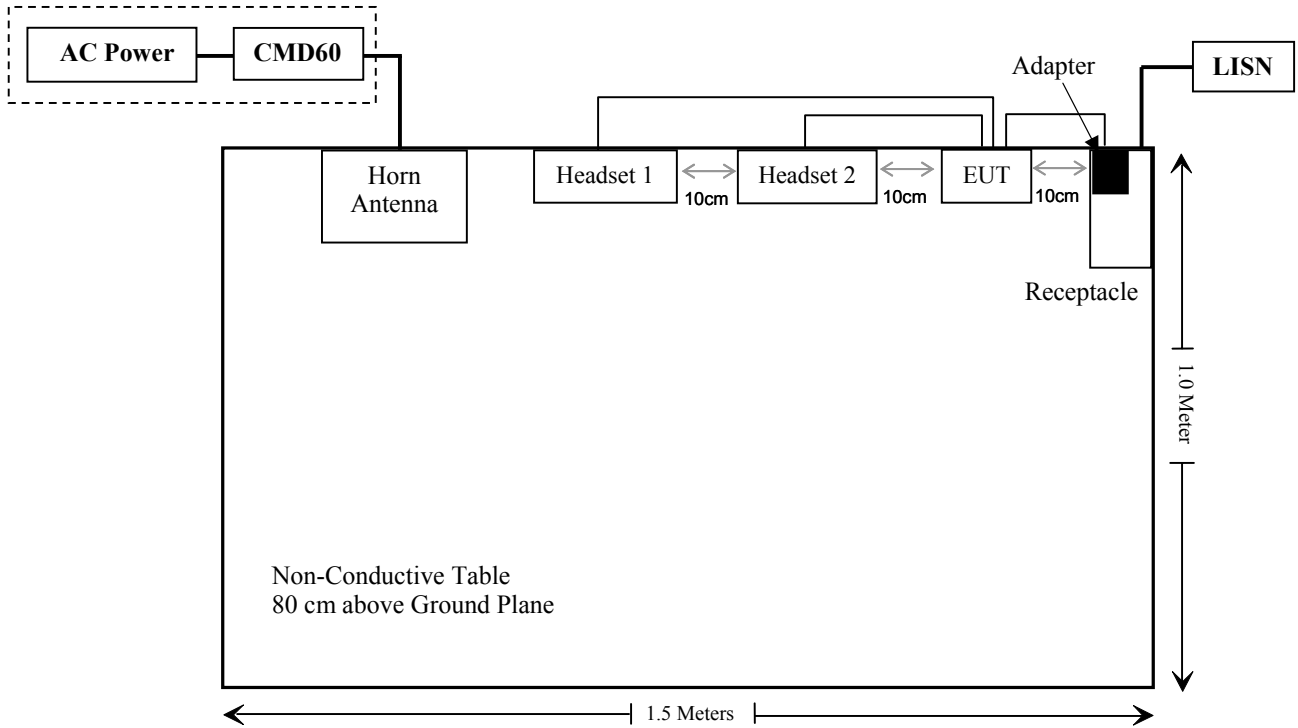 AC Power
CMD60
Adapter
LISN
Horn
Antenna
Headset 1
10cm
Headset 2
10cm
EUT
10cm
Receptacle
1.0 Meter
Non-Conductive Table
80 cm above Ground Plane
1.5 Meters